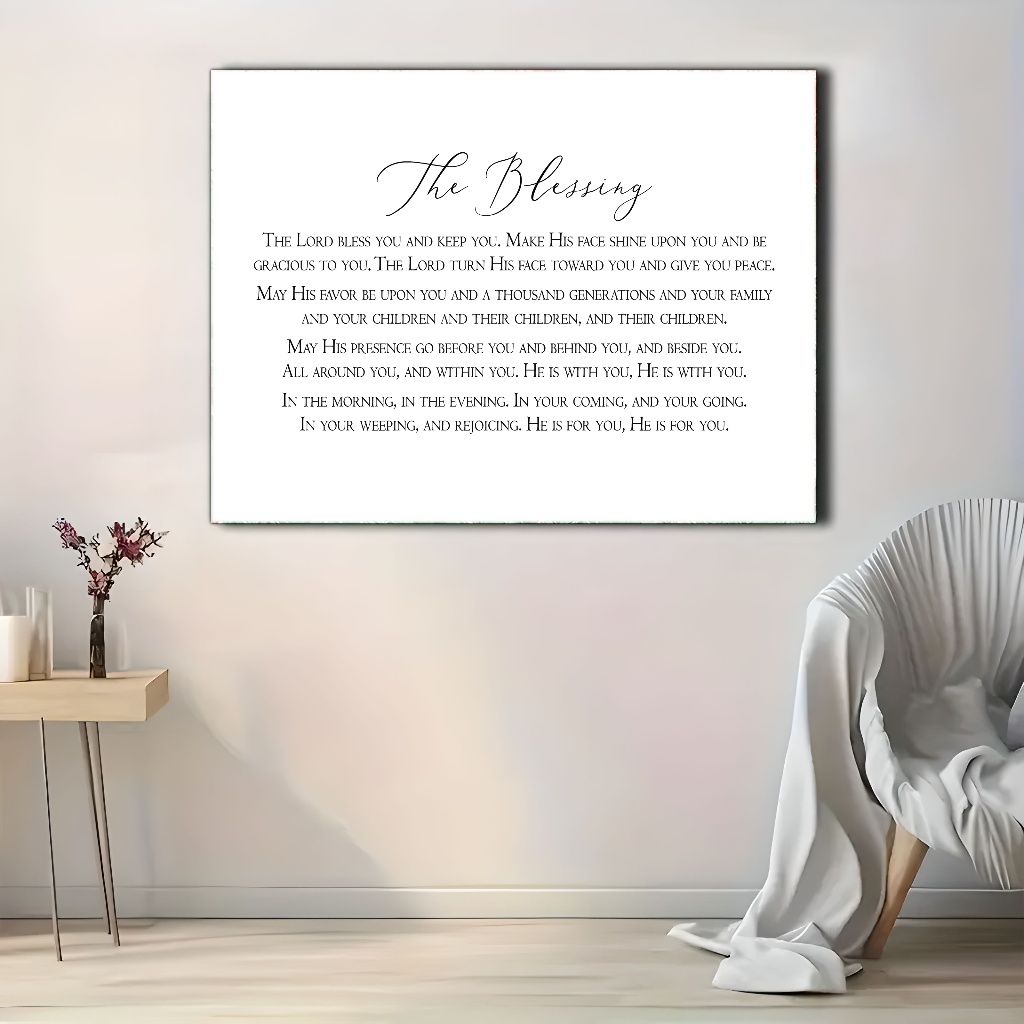 The Blessing
The Lord bless you and keep you. Make His face shine upon you and be
gracious to you. The Lord turn His face toward you and give you peace.
May His favor be upon you and a thousand generations and your family
and your children and their children, and their children.
May His presence go before you and behind you, and beside you.
All around you, and within you. He is with you, He is with you.
In the morning, in the evening. In your coming, and your going.
In your weeping, and rejoicing. He is for you, He is for you.